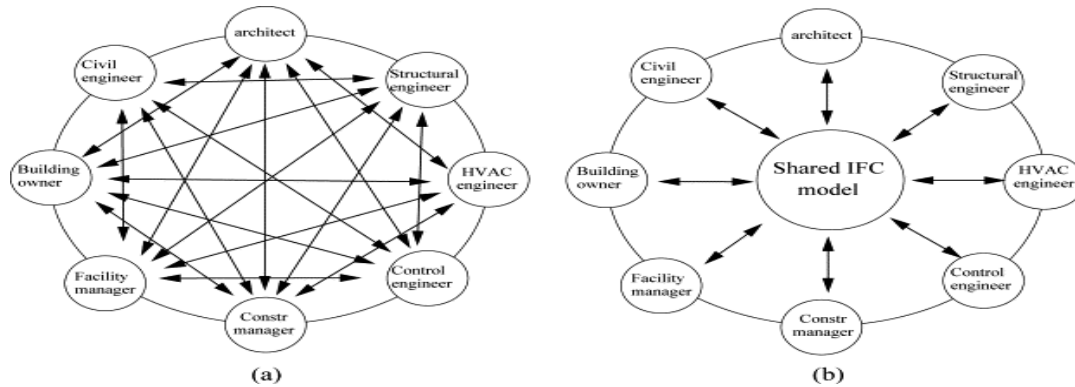 architect
Civil
engineer
Structural
engineer
Building
owner
HVAC
engineer
Facility
manager
Control
engineer
Constr
manager
(a)
architect
Civil
engineer
Structural
engineer
Building
owner
Shared IFC
model
HVAC
engineer
Facility
manager
Control
engineer
Constr
manager
(b)